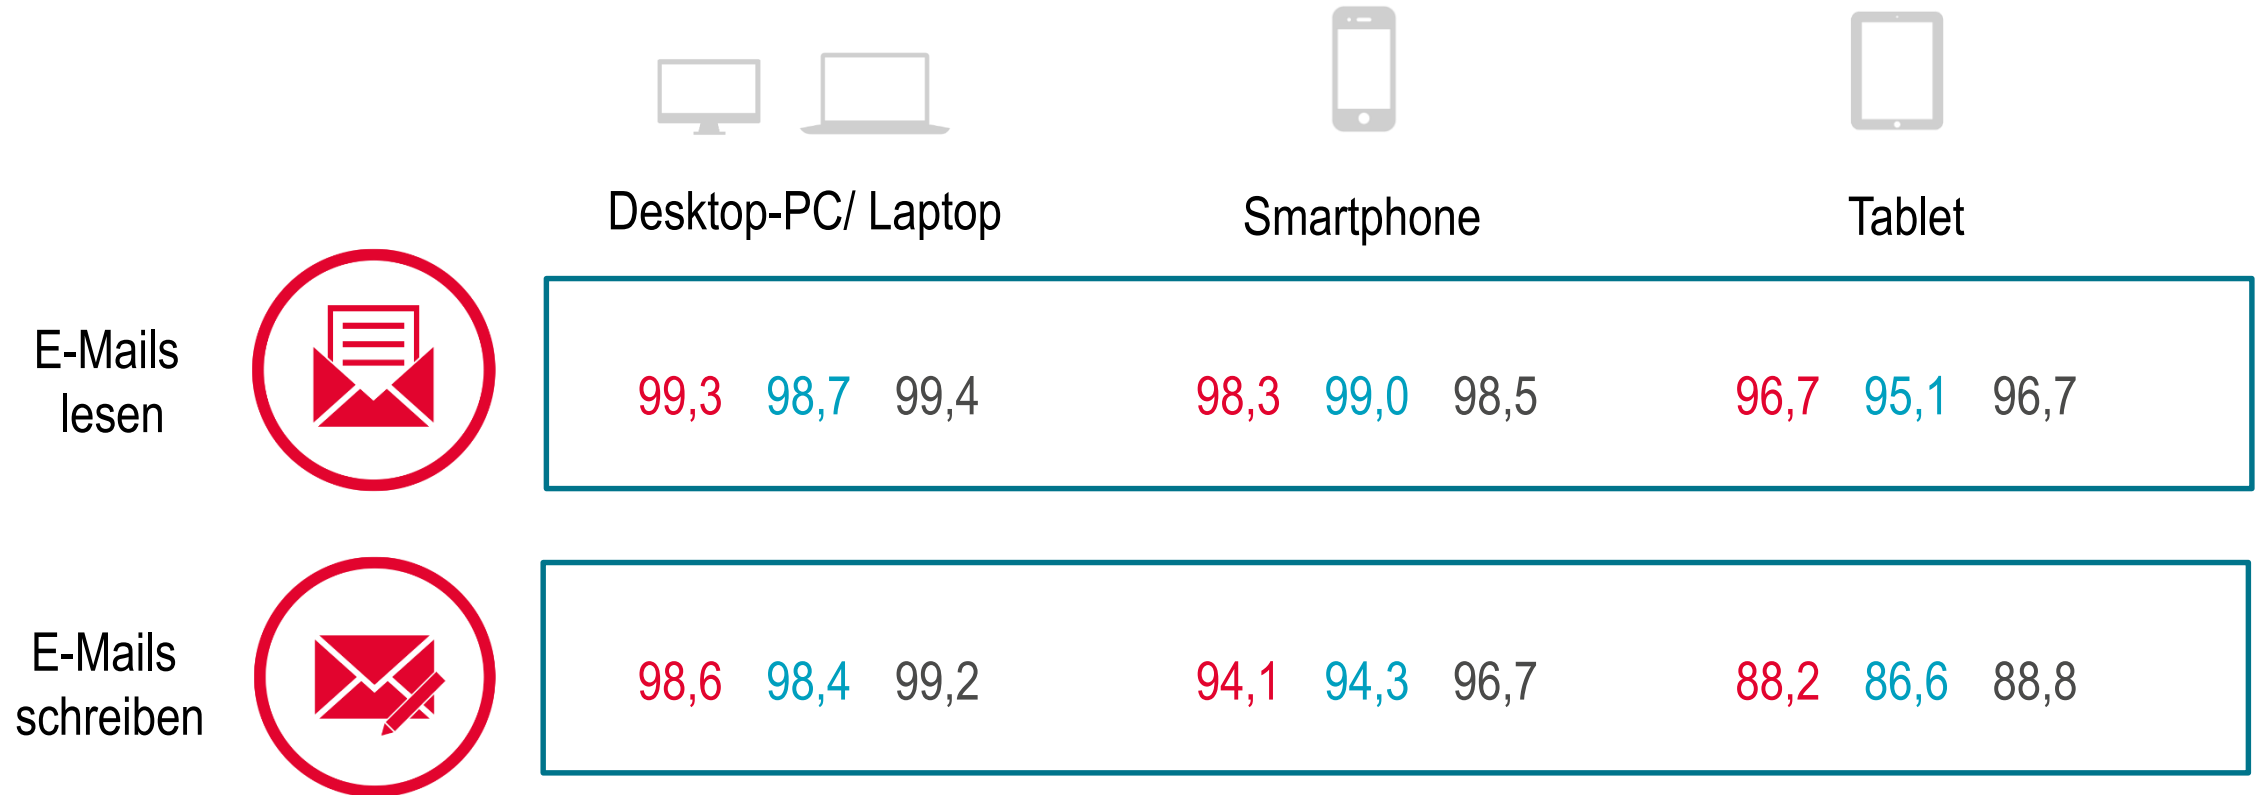 Desktop-PC/ Laptop Smartphone Tablet
E-Mails
lesen
99,3 98,7 99,4 98,3 99,0 98,5 96,7 95,1 96,7
E-Mails
schreiben
98,6 98,4 99,2 94,1 94,3 96,7 88,2 86,6 88,8